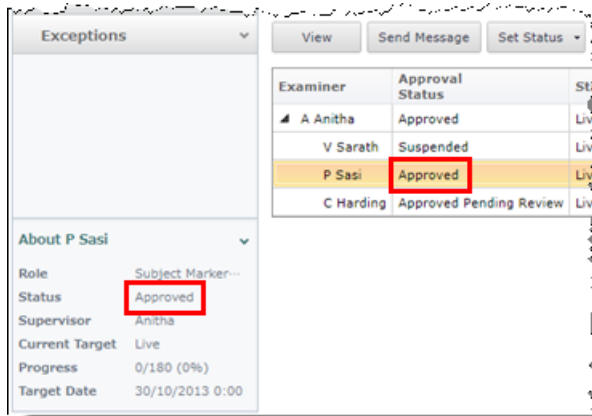 Exceptions
View
Send Message
Set Status
Examiner Approval Status
A Anitha Approved
V Sarath Suspended
P Sasi Approved
C Harding Approved Pending Review
About P Sasi
Role Subject Marker...
Status Approved
Supervisor Anitha
Current Target Live
Progress 0/180 (0%)
Target Date 30/10/2013 0:00